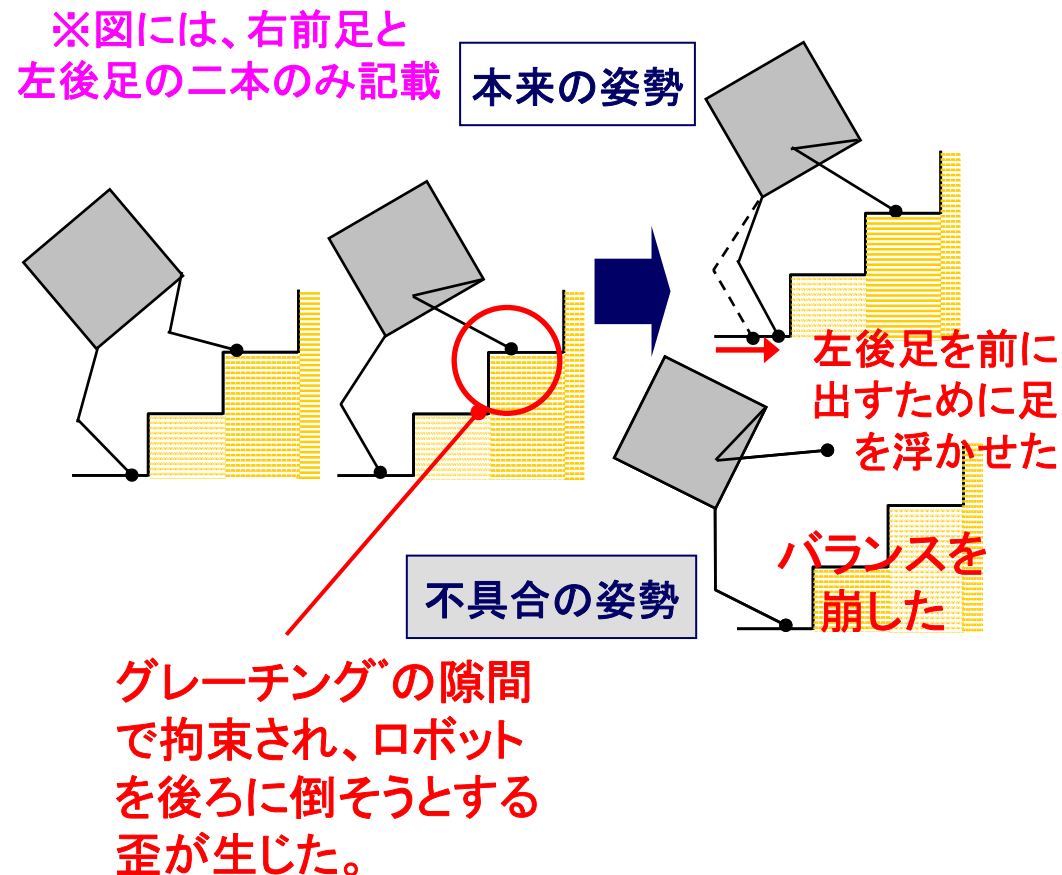 ※図には、右前足と
左後足の二本のみ記載
本来の姿勢
左後足を前に
出すために足
を浮かせた
バランスを
崩した
不具合の姿勢
グレーチング゛の隙間
で拘束され、ロボット
を後ろに倒そうとする
歪が生じた。